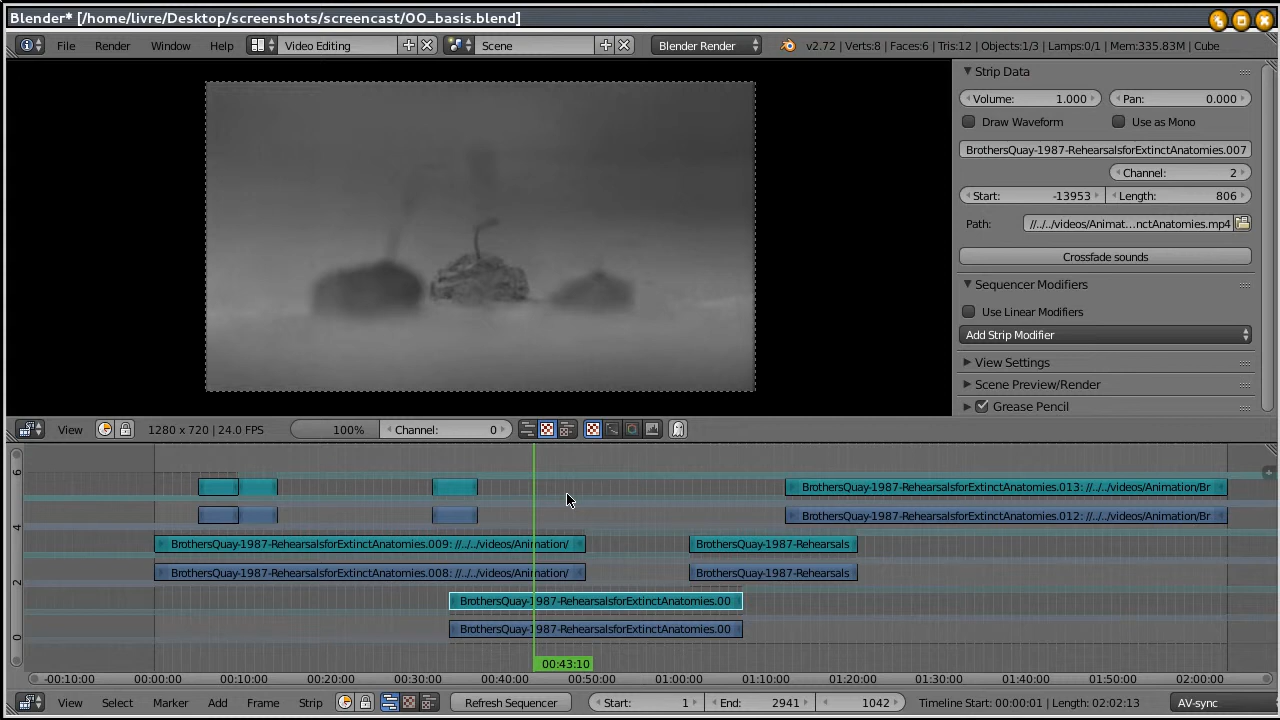 Blender* [/home/livre/Desktop/screenshots/screencast/OO_basis.blend]
File Render Window Help Video Editing Scene Blender Render v2.72 | Verts:8 | Faces:6 | Tris:12 | Objects:1/3 | Lamps:0/1 | Mem:335.83M | Cube
Strip Data
Volume: 1.000 Pan: 0.000
Draw Waveform Use as Mono
BrothersQuay-1987-RehearsalsforExtinctAnatomies.007
Channel: 2
Start: -13953 Length: 806
Path: //../../videos/Animat...nctAnatomies.mp4
Crossfade sounds
Sequencer Modifiers
Use Linear Modifiers
Add Strip Modifier
View Settings
Scene Preview/Render
Grease Pencil
View 1280 x 720 | 24.0 FPS 100% Channel: 0
6
BrothersQuay-1987-RehearsalsforExtinctAnatomies.013: //../../videos/Animation/Br
4
BrothersQuay-1987-RehearsalsforExtinctAnatomies.012: //../../videos/Animation/Br
BrothersQuay-1987-RehearsalsforExtinctAnatomies.009: //../../videos/Animation/ BrothersQuay-1987-Rehearsals
2
BrothersQuay-1987-RehearsalsforExtinctAnatomies.008: //../../videos/Animation/ BrothersQuay-1987-Rehearsals
BrothersQuay-1987-RehearsalsforExtinctAnatomies.00
0
BrothersQuay-1987-RehearsalsforExtinctAnatomies.00
00:43:10
-00:10:00 00:00:00 00:10:00 00:20:00 00:30:00 00:40:00 00:50:00 01:00:00 01:10:00 01:20:00 01:30:00 01:40:00 01:50:00 02:00:00
View Select Marker Add Frame Strip Refresh Sequencer Start: 1 End: 2941 1042 Timeline Start: 00:00:01 | Length: 02:02:13 AV-sync